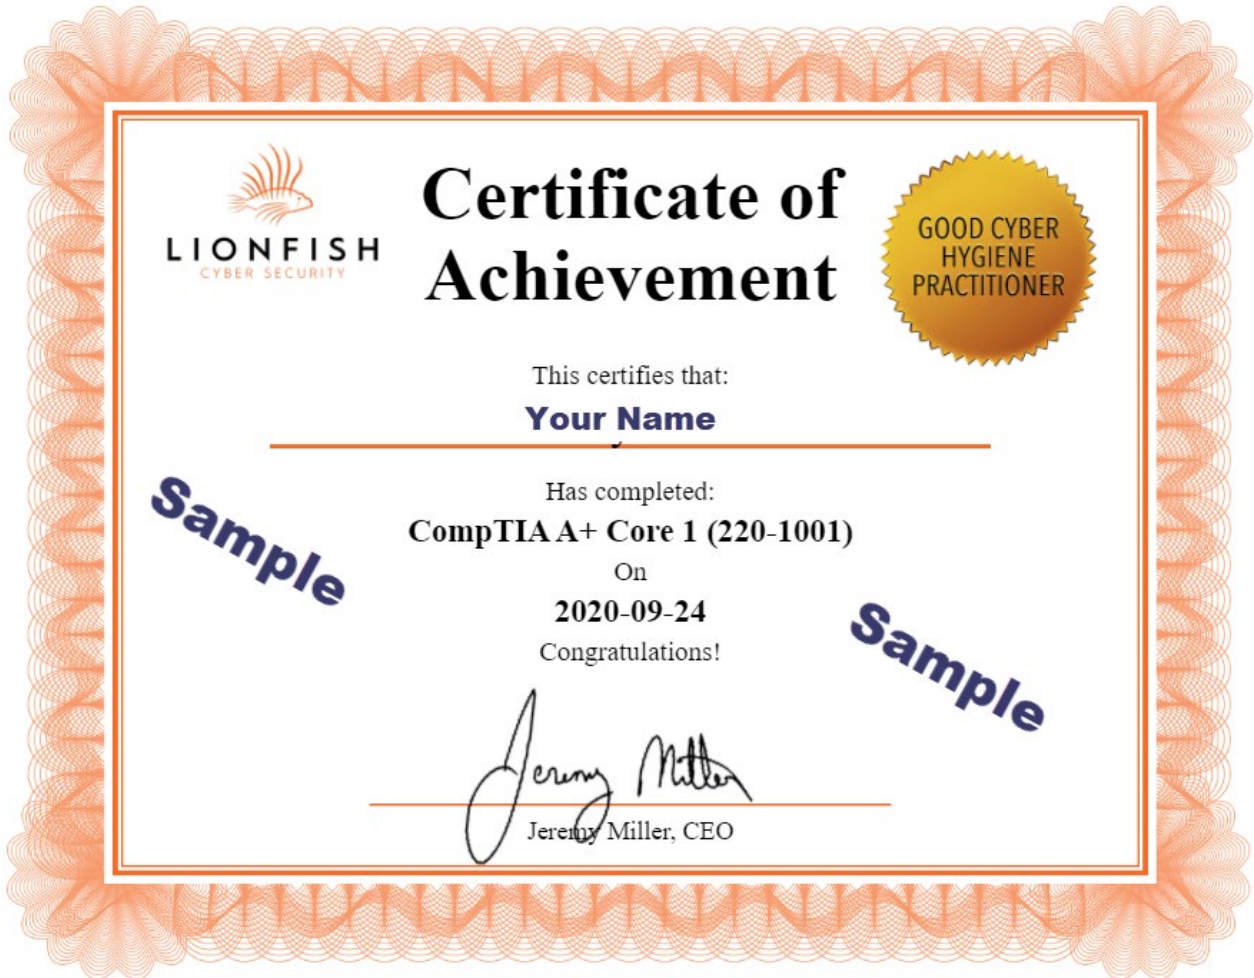 LIONFISH
CYBER SECURITY
Certificate of
Achievement
GOOD CYBER
HYGIENE
PRACTITIONER
This certifies that:
Your Name
Has completed:
CompTIA A+ Core 1 (220-1001)
On
2020-09-24
Congratulations!
Sample
Sample
Jeremy Miller
Jeremy Miller, CEO